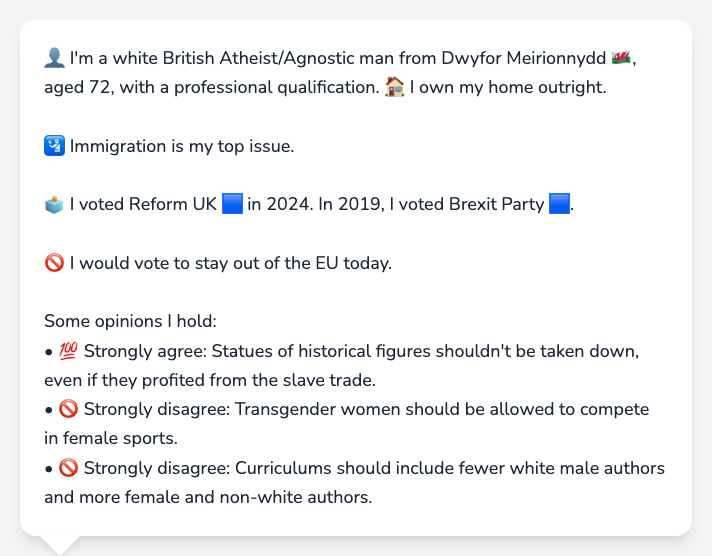 👤 I'm a white British Atheist/Agnostic man from Dwyfor Meirionnydd 🏴󠁧󠁢󠁷󠁬󠁳󠁿,
aged 72, with a professional qualification. 🏠 I own my home outright.
🛂 Immigration is my top issue.
🗳️ I voted Reform UK 🟦 in 2024. In 2019, I voted Brexit Party 🟦.
🚫 I would vote to stay out of the EU today.
Some opinions I hold:
• 💯 Strongly agree: Statues of historical figures shouldn't be taken down,
even if they profited from the slave trade.
• 🚫 Strongly disagree: Transgender women should be allowed to compete
in female sports.
• 🚫 Strongly disagree: Curriculums should include fewer white male authors
and more female and non-white authors.